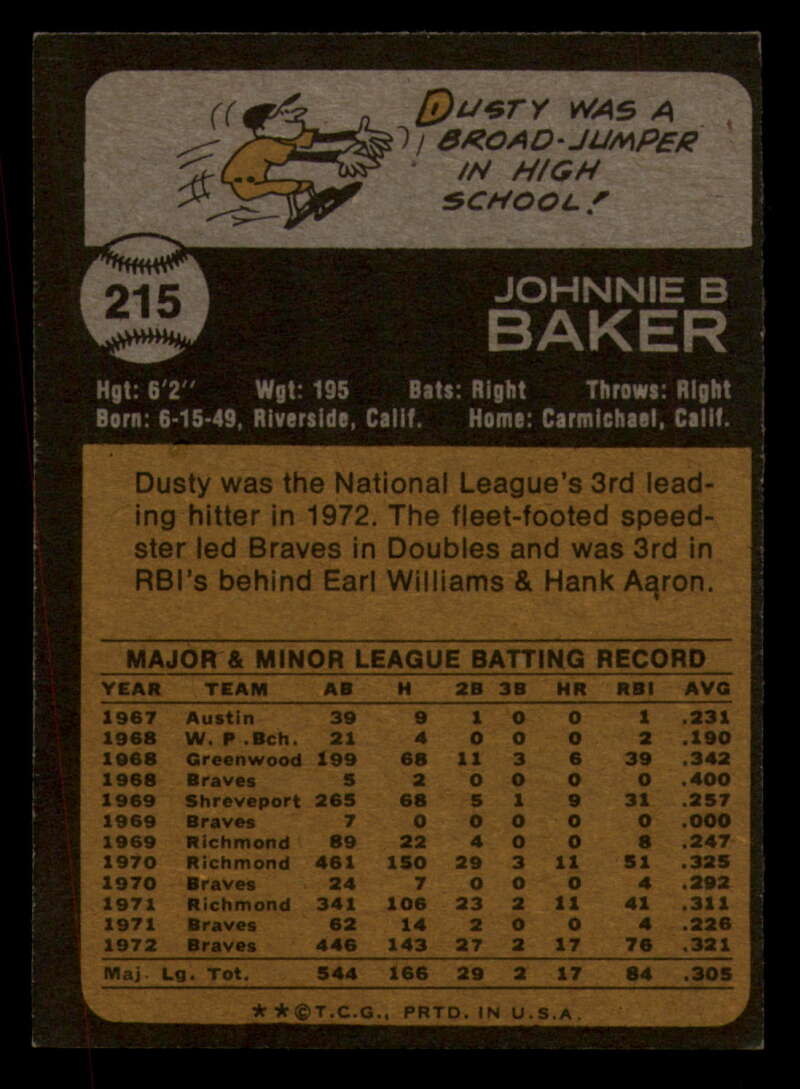 DUSTY WAS A
BROAD-JUMPER
IN HIGH
SCHOOL!
215
JOHNNIE B
BAKER
Hgt: 6'2" Wgt: 195 Bats: Right Throws: Right
Born: 6-15-49, Riverside, Calif. Home: Carmichael, Calif.
Dusty was the National League's 3rd lead-
ing hitter in 1972. The fleet-footed speed-
ster led Braves in Doubles and was 3rd in
RBI's behind Earl Williams & Hank Aaron.
MAJOR & MINOR LEAGUE BATTING RECORD
YEAR TEAM AB H 2B 3B HR RBI AVG
1967 Austin 39 9 1 0 0 1 .231
1968 W. P .Bch. 21 4 0 0 0 2 .190
1968 Greenwood 199 68 11 3 6 39 .342
1968 Braves 5 2 0 0 0 0 .400
1969 Shreveport 265 68 5 1 9 31 .257
1969 Braves 7 0 0 0 0 0 .000
1969 Richmond 89 22 4 0 0 8 .247
1970 Richmond 461 150 29 3 11 51 .325
1970 Braves 24 7 0 0 0 4 .292
1971 Richmond 341 106 23 2 11 41 .311
1971 Braves 62 14 2 0 0 4 .226
1972 Braves 446 143 27 2 17 76 .321
Maj. Lg. Tot. 544 166 29 2 17 84 .305
**©T.C.G., PRTD. IN U.S.A.